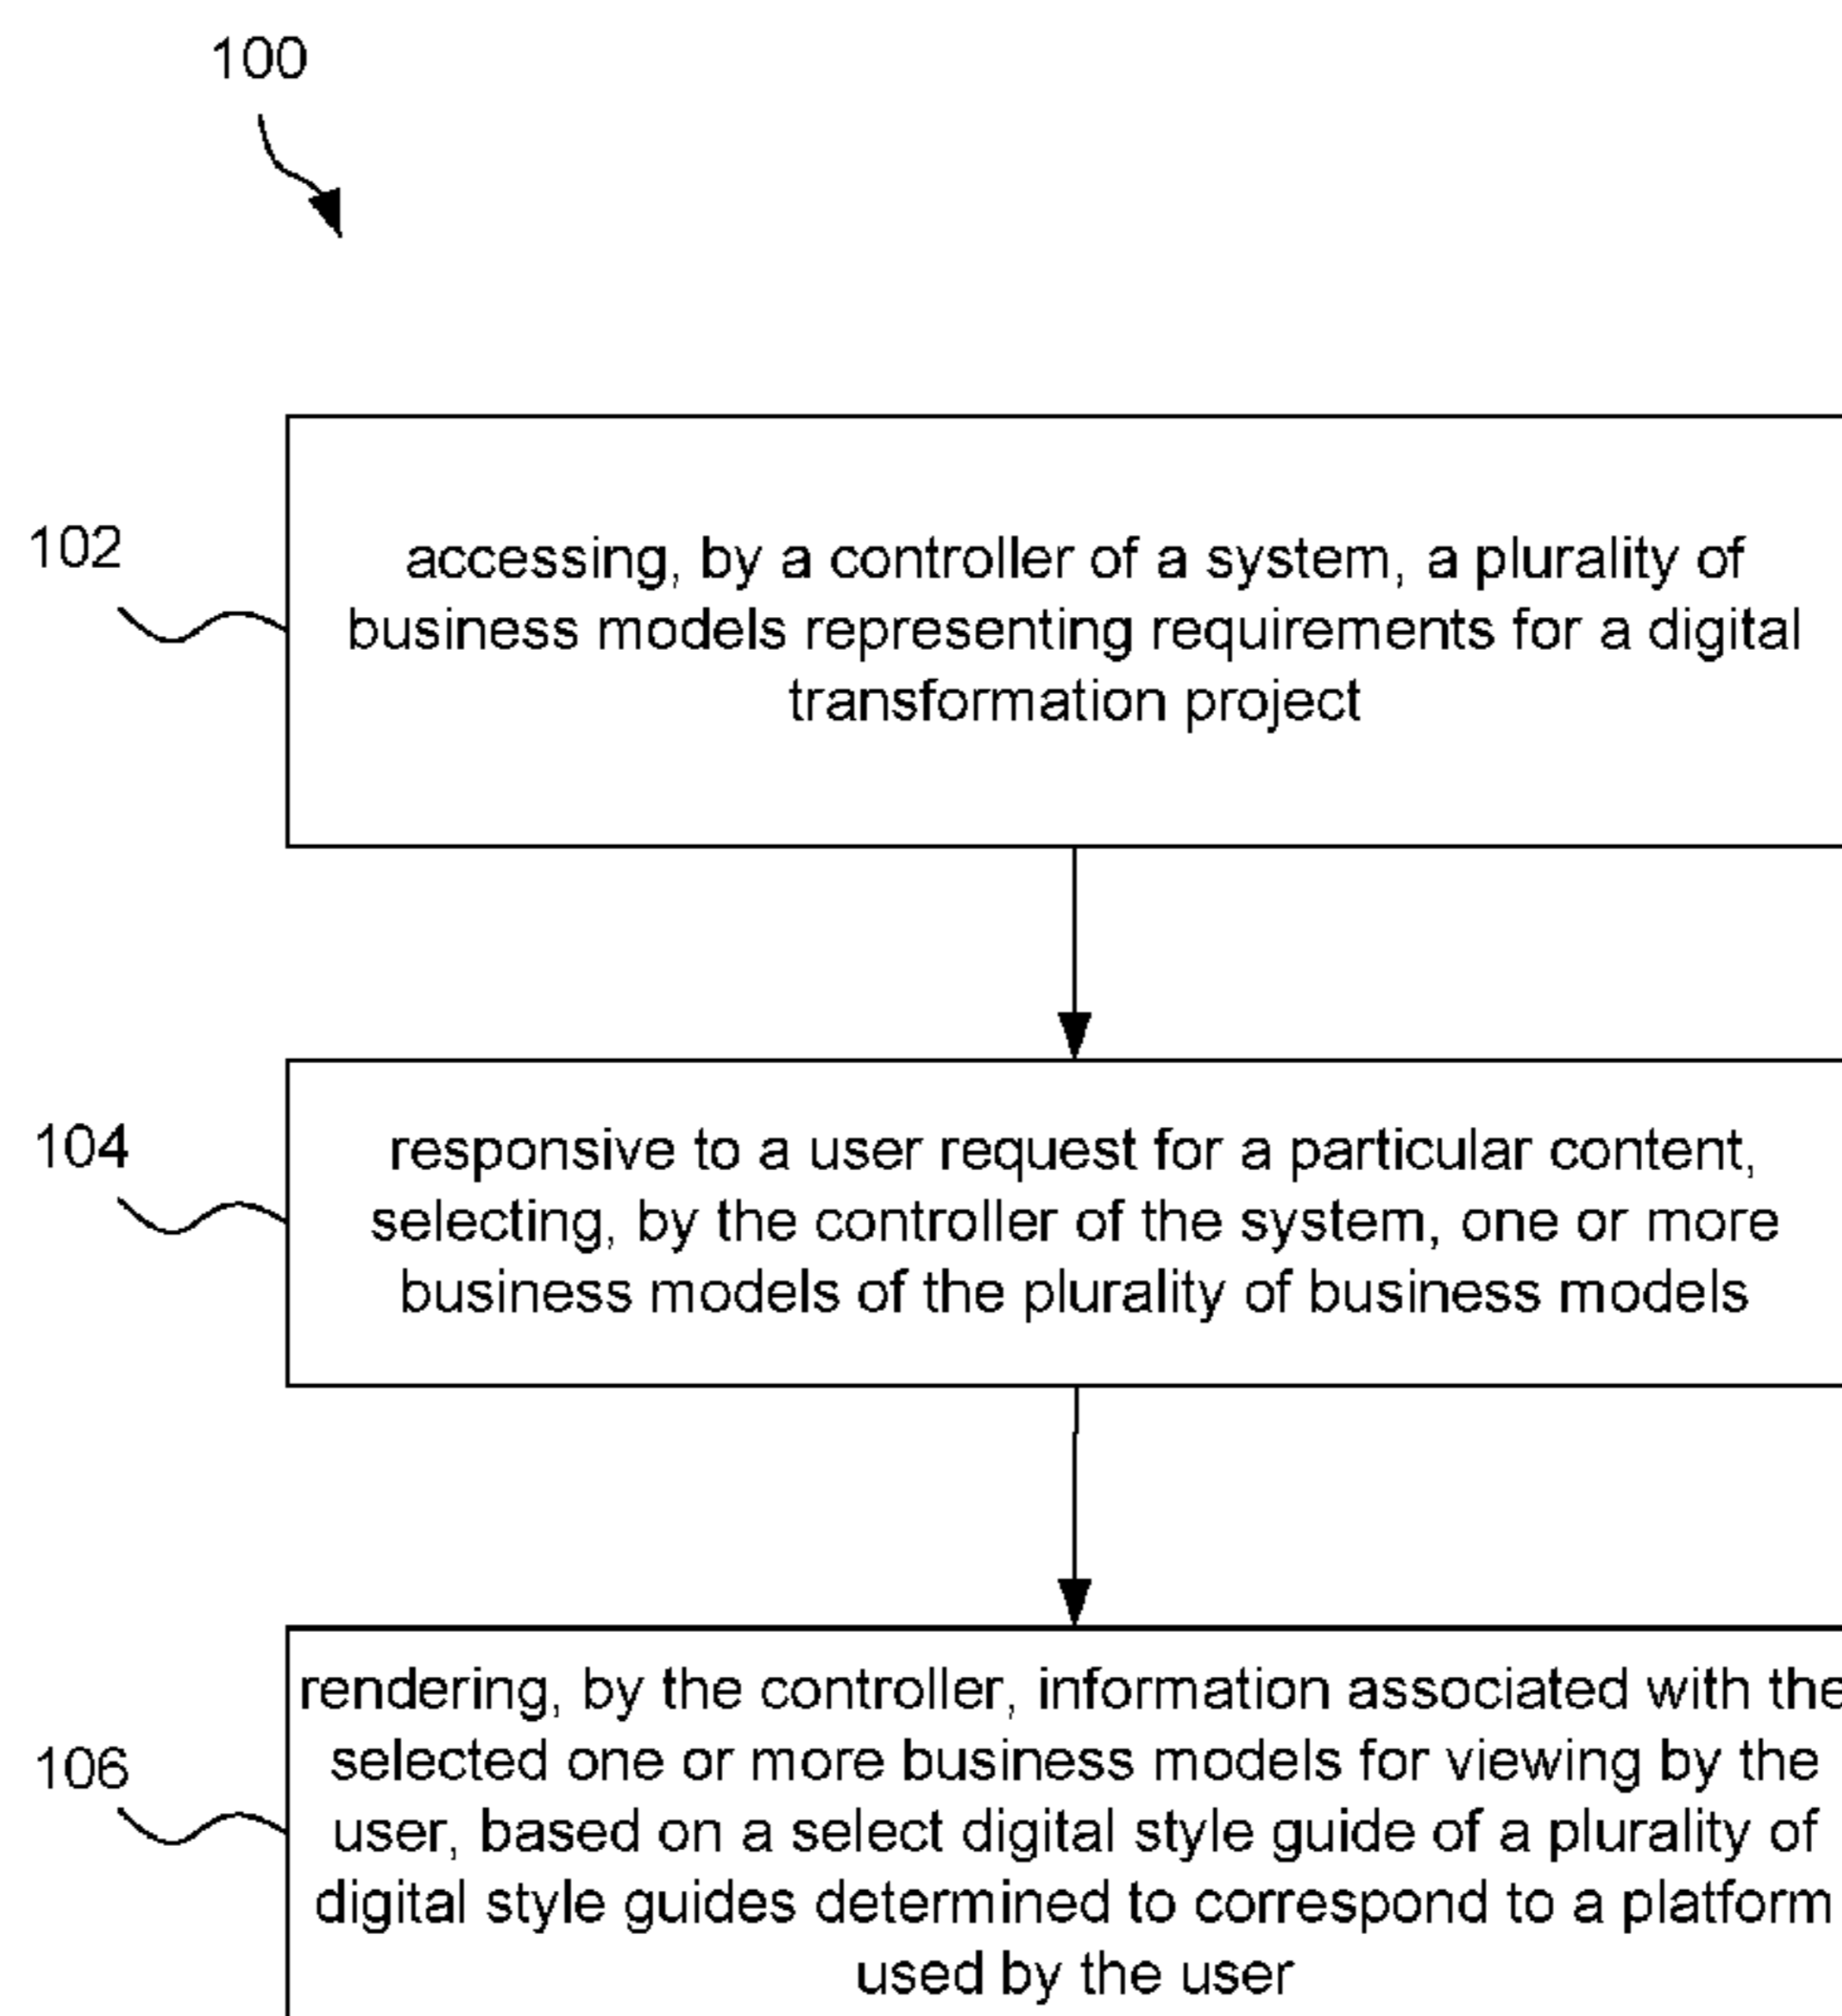 100
102
accessing, by a controller of a system, a plurality of
business models representing requirements for a digital
transformation project
104
responsive to a user request for a particular content,
selecting, by the controller of the system, one or more
business models of the plurality of business models
106
rendering, by the controller, information associated with the
selected one or more business models for viewing by the
user, based on a select digital style guide of a plurality of
digital style guides determined to correspond to a platform
used by the user